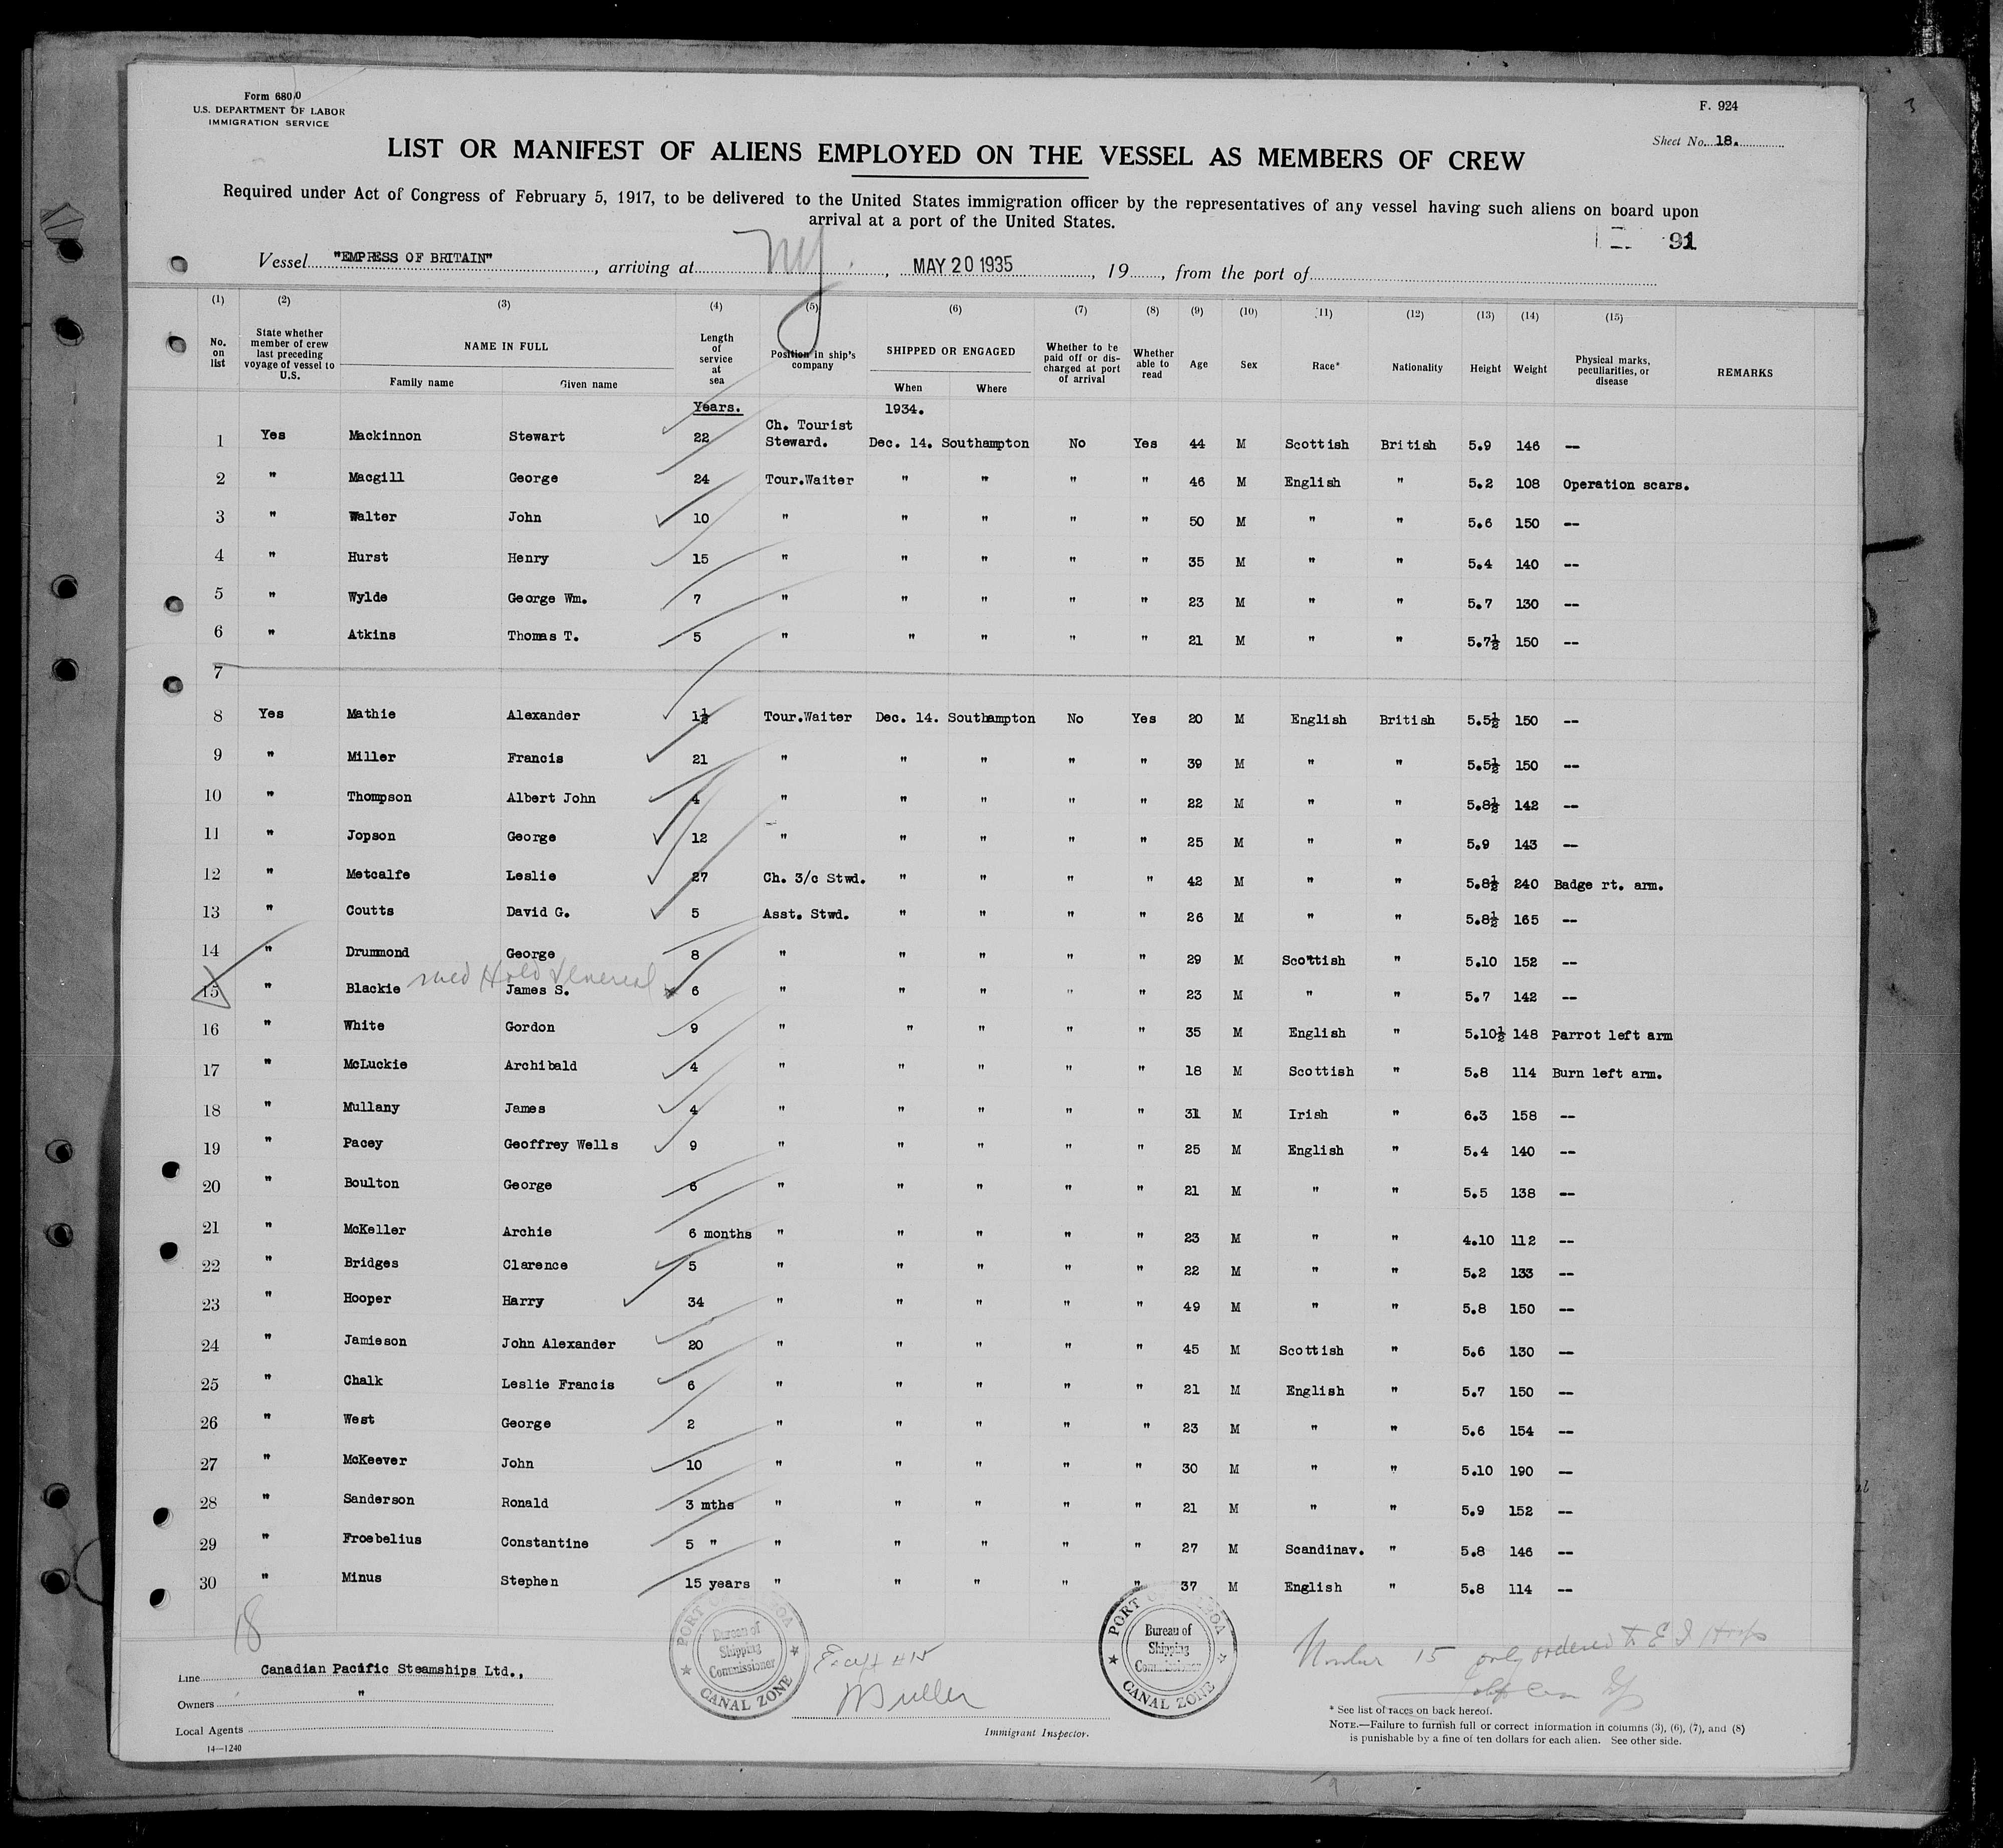 Form 680
U.S. DEPARTMENT OF LABOR
IMMIGRATION SERVICE
F. 924
Sheet No. 18.
LIST OR MANIFEST OF ALIENS EMPLOYED ON THE VESSEL AS MEMBERS OF CREW
Required under Act of Congress of February 5, 1917, to be delivered to the United States immigration officer by the representatives of any vessel having such aliens on board upon
arrival at a port of the United States.
91
Vessel "EMPRESS OF BRITAIN", arriving at NY, MAY 20 1935, 19, from the port of
(1) (2) (3) (4) (5) (6) (7) (8) (9) (10) (11) (12) (13) (14) (15)
No. on list
State whether member of crew last preceding voyage of vessel to U.S.
NAME IN FULL
Family name Given name
Length of service at sea
Position in ship's company
SHIPPED OR ENGAGED
When Where
Whether to be paid off or discharged at port of arrival
Whether able to read
Age Sex Race* Nationality Height Weight
Physical marks, peculiarities, or disease
REMARKS
Years. 1934.
1 Yes Mackinnon Stewart 22 Ch. Tourist Steward. Dec. 14. Southampton No Yes 44 M Scottish British 5.9 146 --
2 " Macgill George 24 Tour.Waiter " " " " 46 M English " 5.2 108 Operation scars.
3 " Walter John 10 " " " " " 50 M " " 5.6 150 --
4 " Hurst Henry 15 " " " " " 35 M " " 5.4 140 --
5 " Wylde George Wm. 7 " " " " " 23 M " " 5.7 130 --
6 " Atkins Thomas T. 5 " " " " " 21 M " " 5.7½ 150 --
7
8 Yes Mathie Alexander 1½ Tour.Waiter Dec. 14. Southampton No Yes 20 M English British 5.5½ 150 --
9 " Miller Francis 21 " " " " " 39 M " " 5.5½ 150 --
10 " Thompson Albert John 4 " " " " " 22 M " " 5.8½ 142 --
11 " Jopson George 12 " " " " " 25 M " " 5.9 143 --
12 " Metcalfe Leslie 27 Ch. 3/c Stwd. " " " " 42 M " " 5.8½ 240 Badge rt. arm.
13 " Coutts David G. 5 Asst. Stwd. " " " " 26 M " " 5.8½ 165 --
14 " Drummond George 8 " " " " " 29 M Scottish " 5.10 152 --
med Hold Venereal
15 " Blackie James S. 6 " " " " " 23 M " " 5.7 142 --
16 " White Gordon 9 " " " " " 35 M English " 5.10½ 148 Parrot left arm
17 " McLuckie Archibald 4 " " " " " 18 M Scottish " 5.8 114 Burn left arm.
18 " Mullany James 4 " " " " " 31 M Irish " 6.3 158 --
19 " Pacey Geoffrey Wells 9 " " " " " 25 M English " 5.4 140 --
20 " Boulton George 6 " " " " " 21 M " " 5.5 138 --
21 " McKeller Archie 6 months " " " " " 23 M " " 4.10 112 --
22 " Bridges Clarence 5 " " " " " 22 M " " 5.2 133 --
23 " Hooper Harry 34 " " " " " 49 M " " 5.8 150 --
24 " Jamieson John Alexander 20 " " " " " 45 M Scottish " 5.6 130 --
25 " Chalk Leslie Francis 6 " " " " " 21 M English " 5.7 150 --
26 " West George 2 " " " " " 23 M " " 5.6 154 --
27 " McKeever John 10 " " " " " 30 M " " 5.10 190 --
28 " Sanderson Ronald 3 mths " " " " " 21 M " " 5.9 152 --
29 " Froebelius Constantine 5 " " " " " " 27 M Scandinav. " 5.8 146 --
30 " Minus Stephen 15 years " " " " " 37 M English " 5.8 114 --
18
PORT OF BALBOA
Bureau of
Shipping
Commissioner
CANAL ZONE
PORT OF BALBOA
Bureau of
Shipping
Commissioner
CANAL ZONE
Except #15
Number 15 only ordered to E I Hosp
Line Canadian Pacific Steamships Ltd.,
Owners "
Local Agents
14—1240
Immigrant Inspector.
* See list of races on back hereof.
NOTE.—Failure to furnish full or correct information in columns (3), (6), (7), and (8)
is punishable by a fine of ten dollars for each alien. See other side.